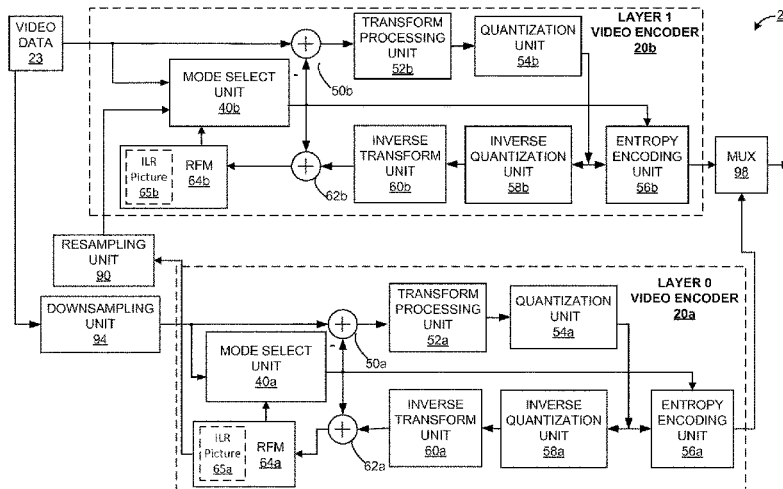 VIDEO
DATA
23
LAYER 1
VIDEO ENCODER
20b
TRANSFORM
PROCESSING
UNIT
52b
QUANTIZATION
UNIT
54b
50b
-
MODE SELECT
UNIT
40b
ILR
Picture
65b
RFM
64b
62b
INVERSE
TRANSFORM
UNIT
60b
INVERSE
QUANTIZATION
UNIT
58b
ENTROPY
ENCODING
UNIT
56b
MUX
98
RESAMPLING
UNIT
90
DOWNSAMPLING
UNIT
94
LAYER 0
VIDEO ENCODER
20a
TRANSFORM
PROCESSING
UNIT
52a
QUANTIZATION
UNIT
54a
50a
-
MODE SELECT
UNIT
40a
ILR
Picture
65a
RFM
64a
62a
INVERSE
TRANSFORM
UNIT
60a
INVERSE
QUANTIZATION
UNIT
58a
ENTROPY
ENCODING
UNIT
56a